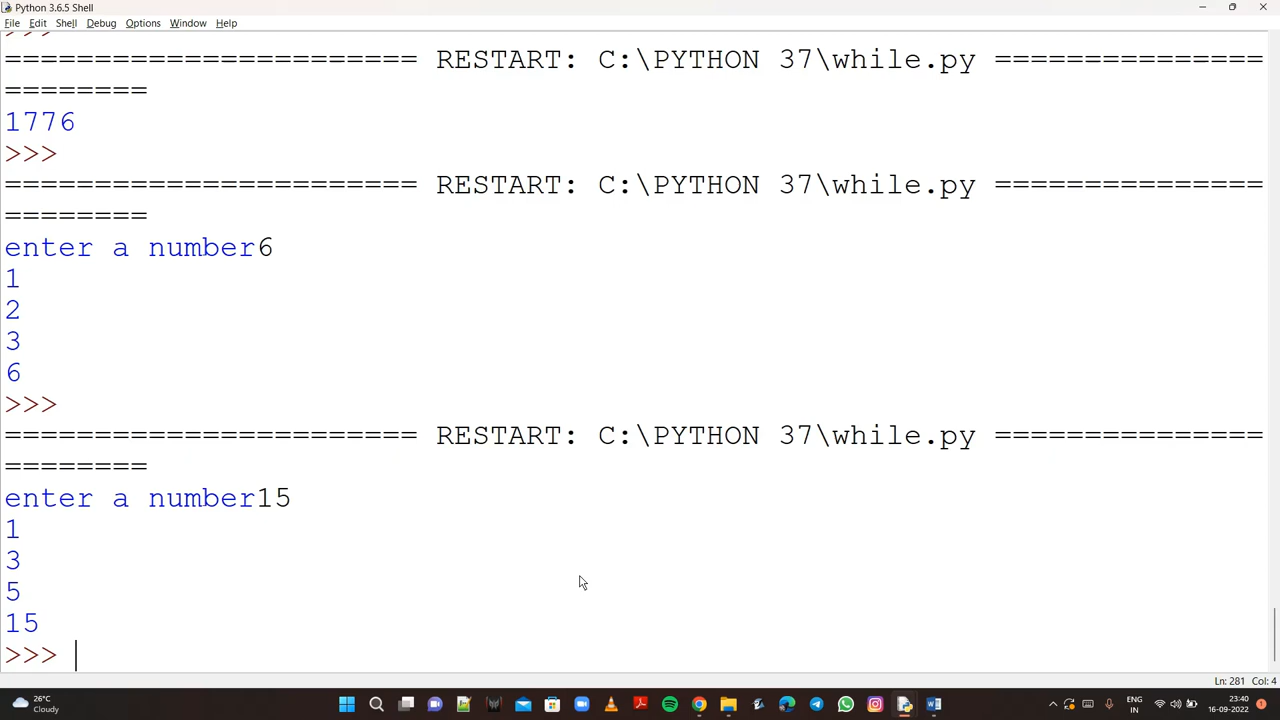 Python 3.6.5 Shell
File Edit Shell Debug Options Window Help
>>>
======================= RESTART: C:\PYTHON 37\while.py ===============
========
1776
>>>
======================= RESTART: C:\PYTHON 37\while.py ===============
========
enter a number6
1
2
3
6
>>>
======================= RESTART: C:\PYTHON 37\while.py ===============
========
enter a number15
1
3
5
15
>>>
Ln: 281 Col: 4
26°C
Cloudy
ENG
IN
23:40
16-09-2022